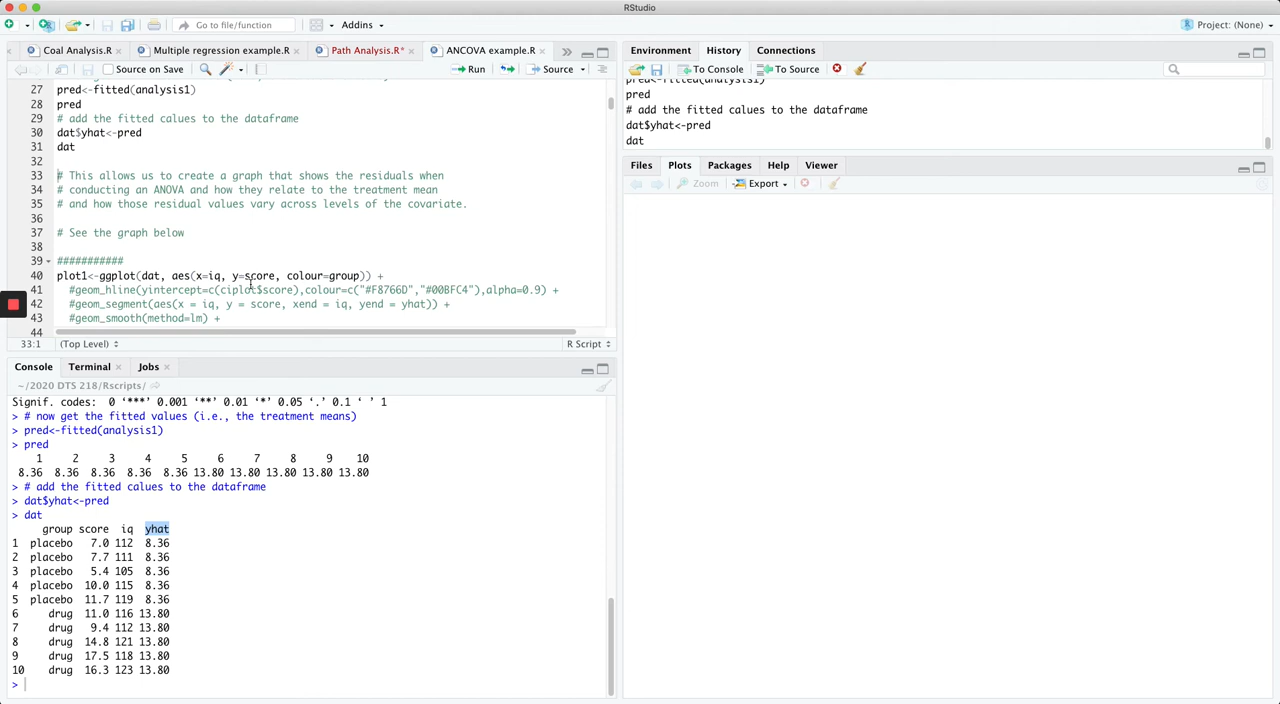 RStudio
Go to file/function
Addins
Project: (None)
Coal Analysis.R
Multiple regression example.R
Path Analysis.R*
ANCOVA example.R
Source on Save
Run
Source
27 pred<-fitted(analysis1)
28 pred
29 # add the fitted calues to the dataframe
30 dat$yhat<-pred
31 dat
32
33 # This allows us to create a graph that shows the residuals when
34 # conducting an ANOVA and how they relate to the treatment mean
35 # and how those residual values vary across levels of the covariate.
36
37 # See the graph below
38
39 ###########
40 plot1<-ggplot(dat, aes(x=iq, y=score, colour=group)) +
41 #geom_hline(yintercept=c(ciplot$score),colour=c("#F8766D","#00BFC4"),alpha=0.9) +
42 #geom_segment(aes(x = iq, y = score, xend = iq, yend = yhat)) +
43 #geom_smooth(method=lm) +
44
33:1 (Top Level) R Script
Console Terminal Jobs
~/2020 DTS 218/Rscripts/
Signif. codes:  0 ‘***’ 0.001 ‘**’ 0.01 ‘*’ 0.05 ‘.’ 0.1 ‘ ’ 1
> # now get the fitted values (i.e., the treatment means)
> pred<-fitted(analysis1)
> pred
1 2 3 4 5 6 7 8 9 10
8.36 8.36 8.36 8.36 8.36 13.80 13.80 13.80 13.80 13.80
> # add the fitted calues to the dataframe
> dat$yhat<-pred
> dat
group score iq yhat
1 placebo 7.0 112 8.36
2 placebo 7.7 111 8.36
3 placebo 5.4 105 8.36
4 placebo 10.0 115 8.36
5 placebo 11.7 119 8.36
6 drug 11.0 116 13.80
7 drug 9.4 112 13.80
8 drug 14.8 121 13.80
9 drug 17.5 118 13.80
10 drug 16.3 123 13.80
>
Environment History Connections
To Console To Source
pred<-fitted(analysis1)
pred
# add the fitted calues to the dataframe
dat$yhat<-pred
dat
Files Plots Packages Help Viewer
Zoom Export